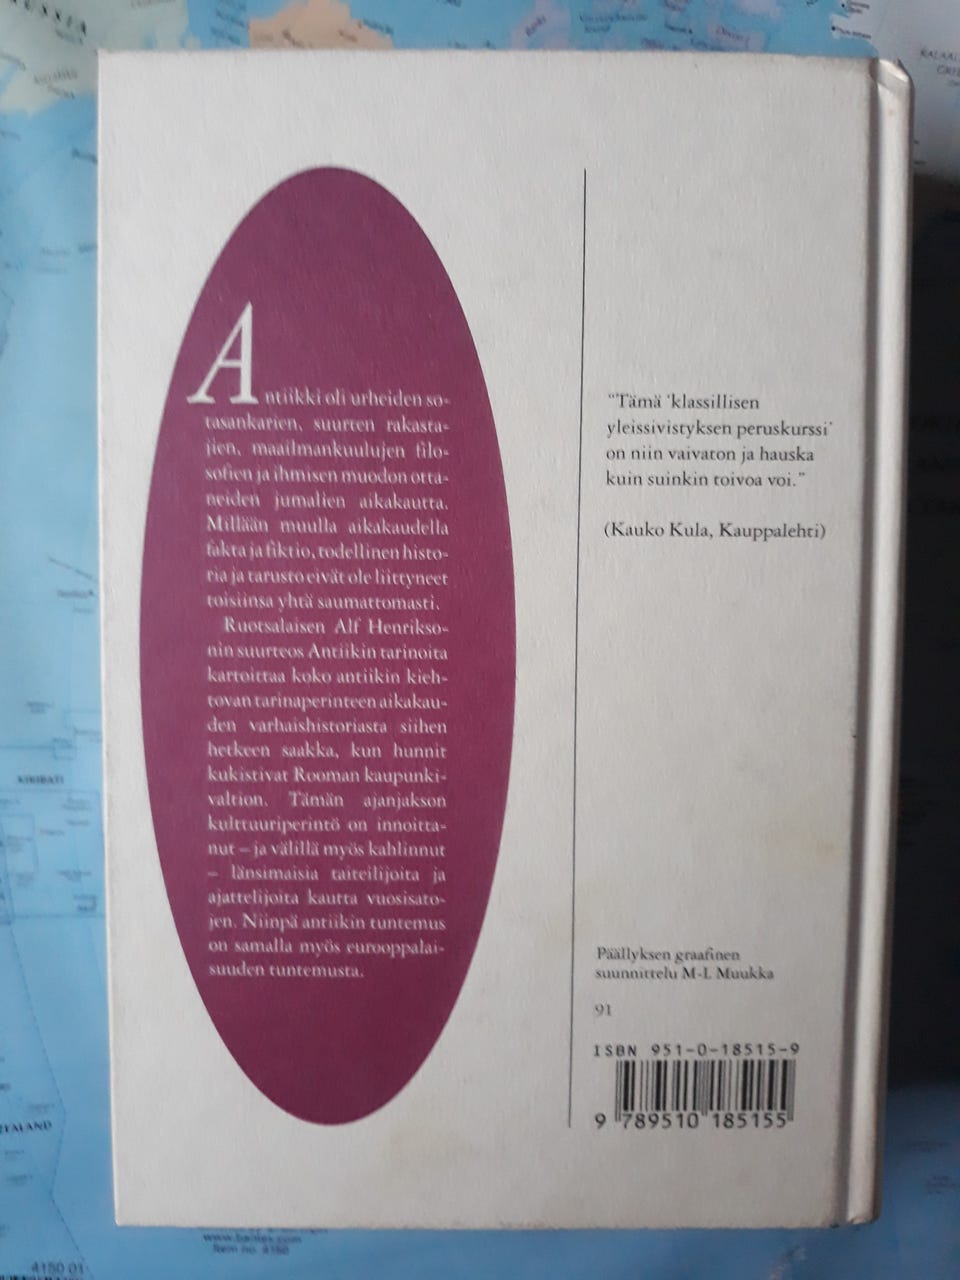 Antiikki oli urheiden so-
tasankarien, suurten rakasta-
jien, maailmankuulujen filo-
sofien ja ihmisen muodon otta-
neiden jumalien aikakautta.
Millään muulla aikakaudella
fakta ja fiktio, todellinen histo-
ria ja tarusto eivät ole liittyneet
toisiinsa yhtä saumattomasti.
Ruotsalaisen Alf Henrikso-
nin suurteos Antiikin tarinoita
kartoittaa koko antiikin kieh-
tovan tarinaperinteen aikakau-
den varhaishistoriasta siihen
hetkeen saakka, kun hunnit
kukistivat Rooman kaupunki-
valtion. Tämän ajanjakson
kulttuuriperintö on innoitta-
nut – ja välillä myös kahlinnut
– länsimaisia taiteilijoita ja
ajattelijoita kautta vuosisato-
jen. Niinpä antiikin tuntemus
on samalla myös eurooppalai-
suuden tuntemusta.
"Tämä 'klassillisen
yleissivistyksen peruskurssi'
on niin vaivaton ja hauska
kuin suinkin toivoa voi."
(Kauko Kula, Kauppalehti)
Päällyksen graafinen
suunnittelu M-L Muukka
91
ISBN 951-0-18515-9
9 789510 185155
KIRIBATI
Item no. 4150
4150 01